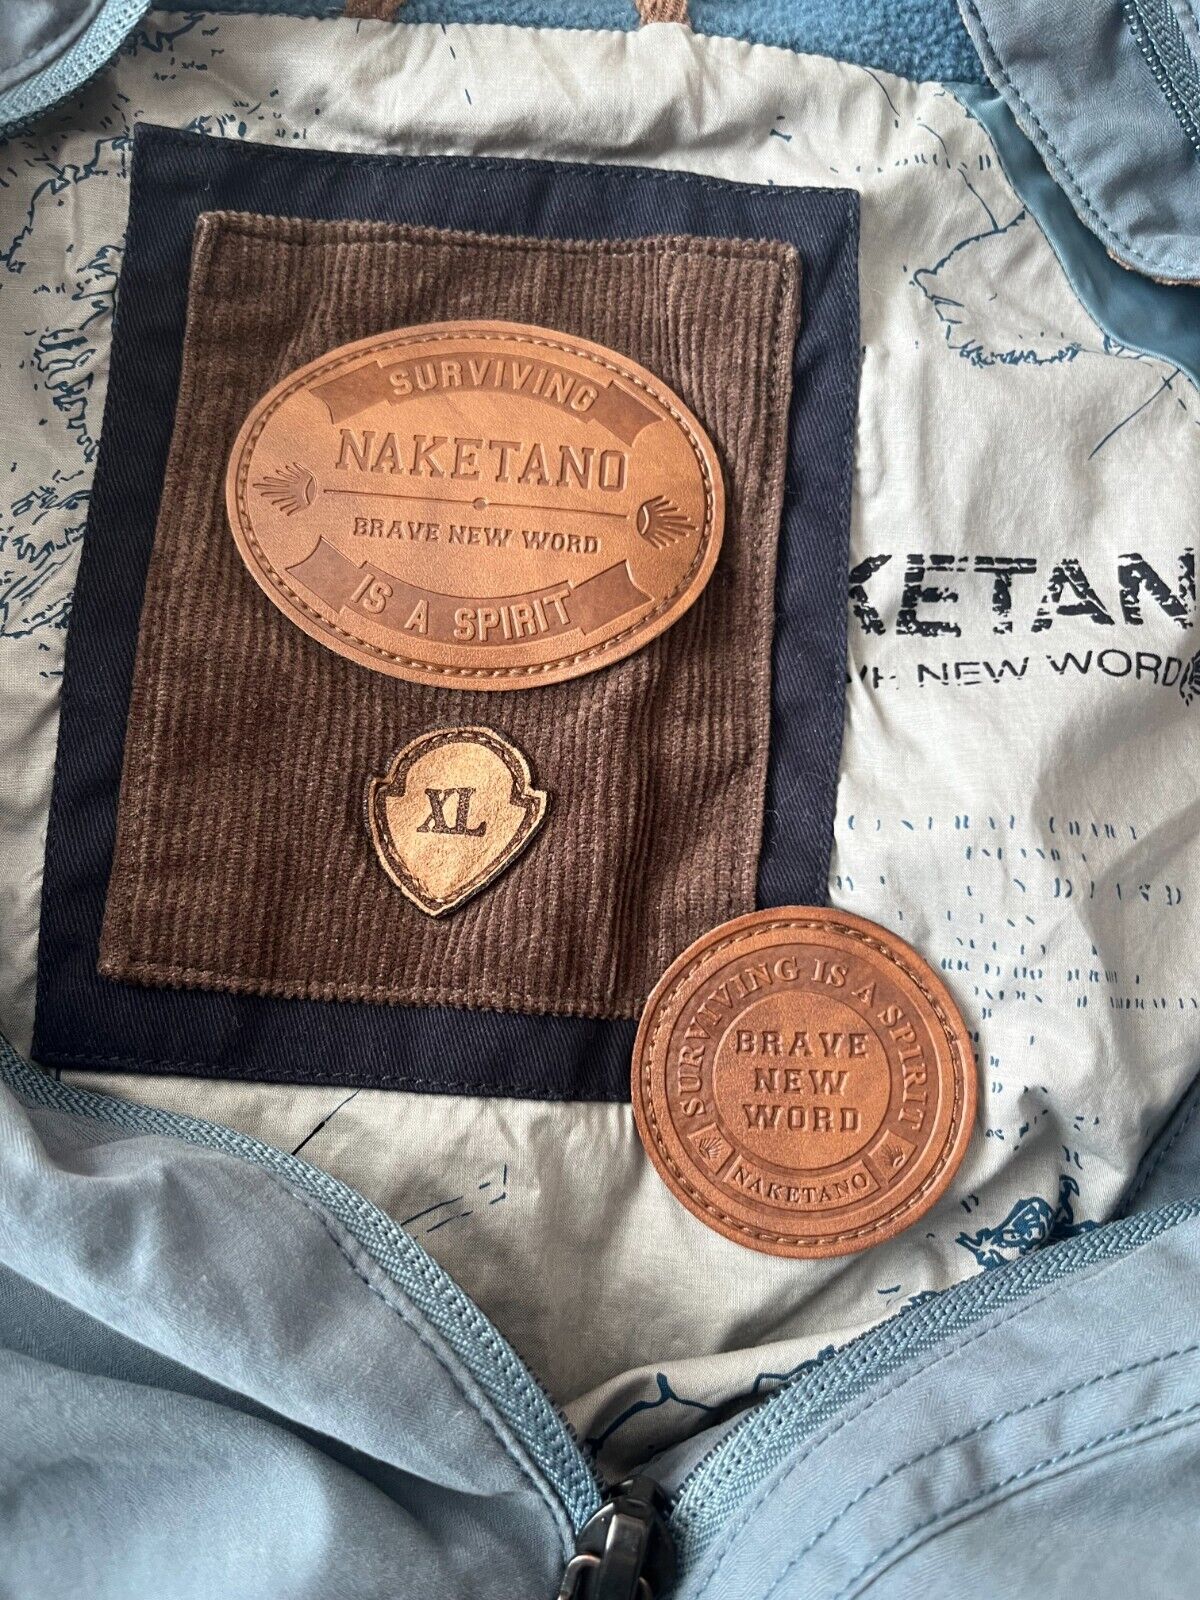 SURVIVING
NAKETANO
BRAVE NEW WORD
IS A SPIRIT
KETAN
NEW WORD
XL
SURVIVING IS A SPIRIT
BRAVE
NEW
WORD
NAKETANO